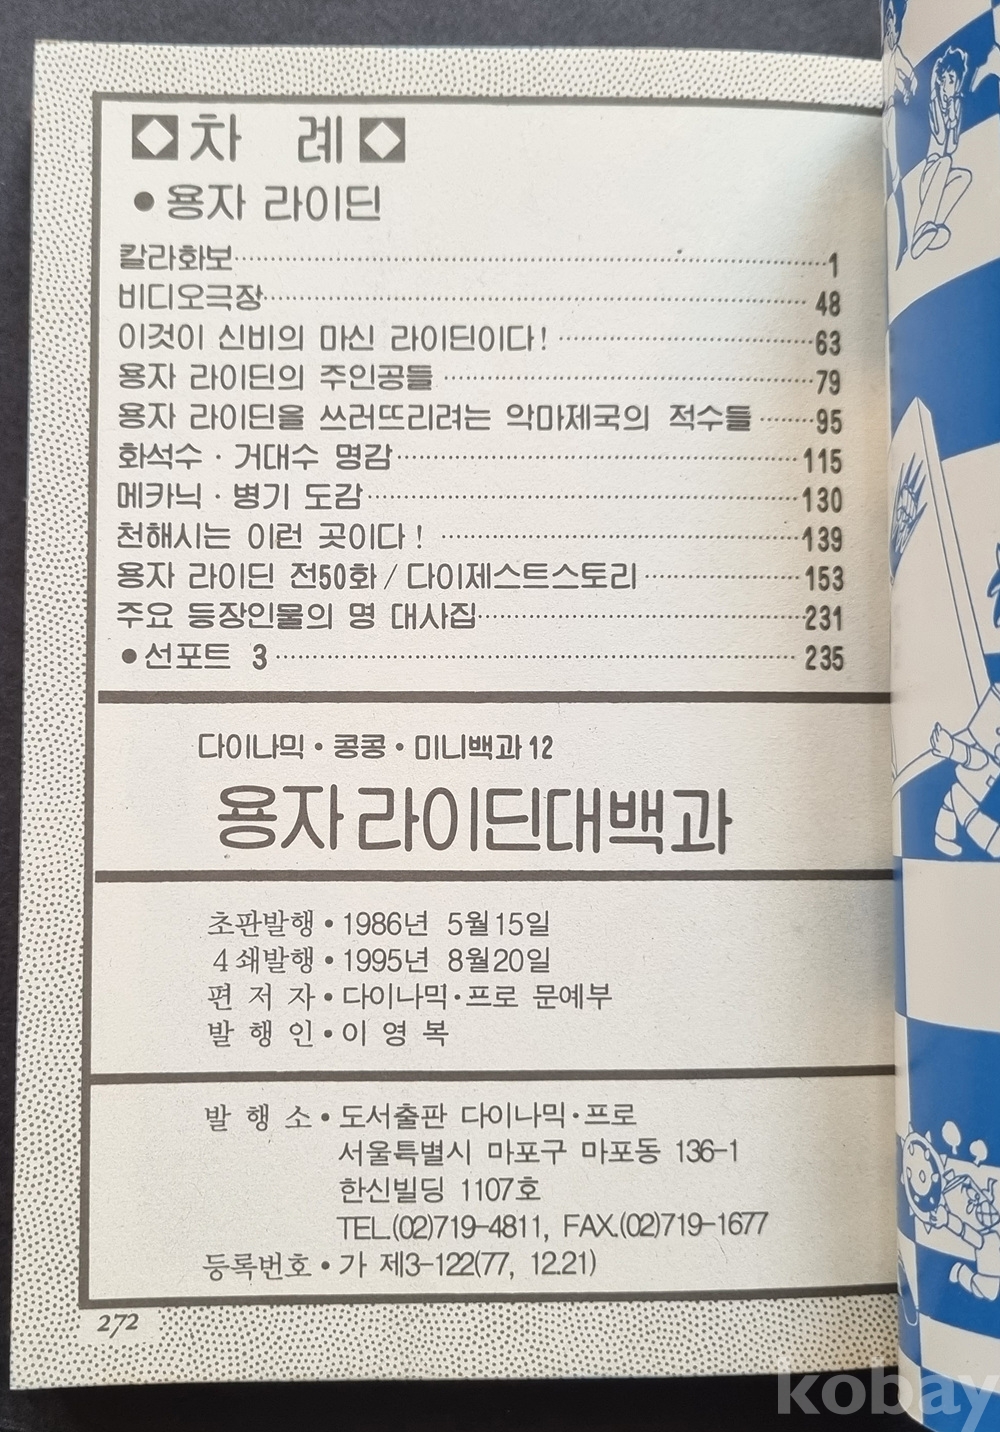 차 례
● 용자 라이딘
칼라화보 1
비디오극장 48
이것이 신비의 마신 라이딘이다! 63
용자 라이딘의 주인공들 79
용자 라이딘을 쓰러뜨리려는 악마제국의 적수들 95
화석수 · 거대수 명감 115
메카닉 · 병기 도감 130
천해시는 이런 곳이다! 139
용자 라이딘 전50화 / 다이제스트스토리 153
주요 등장인물의 명 대사집 231
● 선포트 3 235
다이나믹 · 콩콩 · 미니백과 12
용자라이딘대백과
초판발행 • 1986년 5월15일
4쇄발행 • 1995년 8월20일
편 저 자 • 다이나믹·프로 문예부
발 행 인 • 이 영 복
발 행 소 • 도서출판 다이나믹·프로
서울특별시 마포구 마포동 136-1
한신빌딩 1107호
TEL.(02)719-4811, FAX.(02)719-1677
등록번호 • 가 제3-122(77, 12.21)
272
kobay